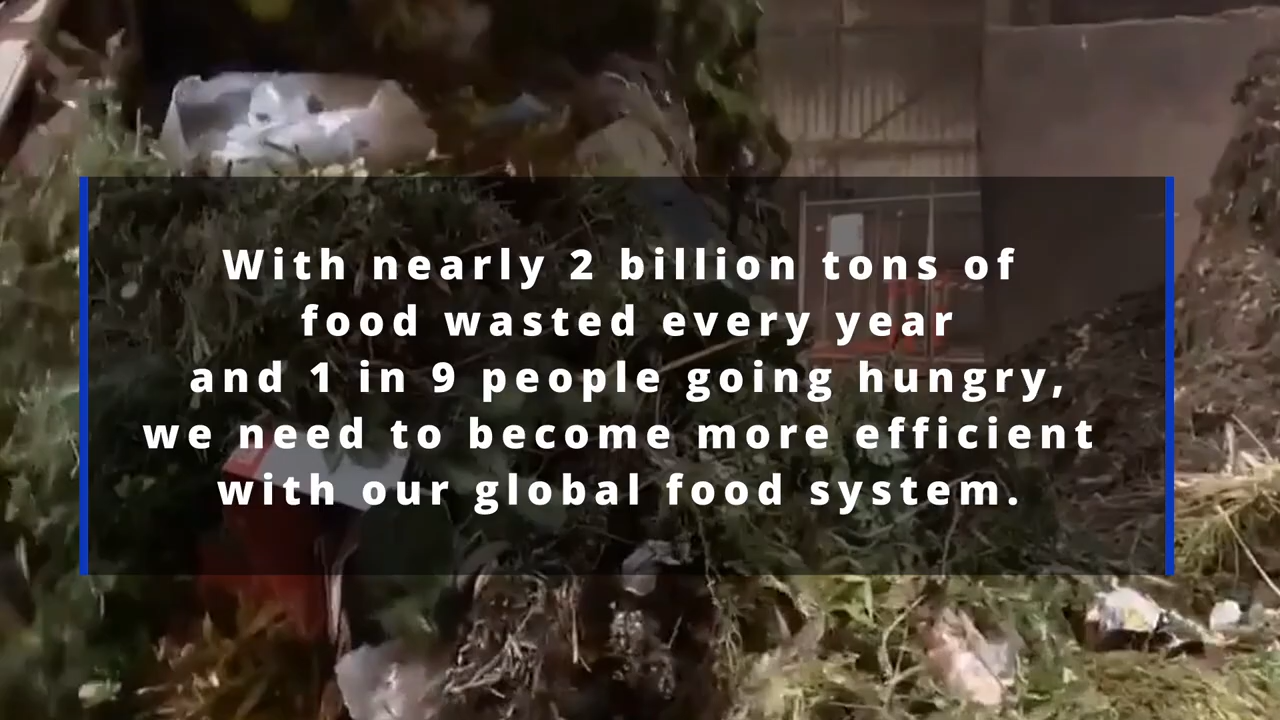 With nearly 2 billion tons of
food wasted every year
and 1 in 9 people going hungry,
we need to become more efficient
with our global food system.